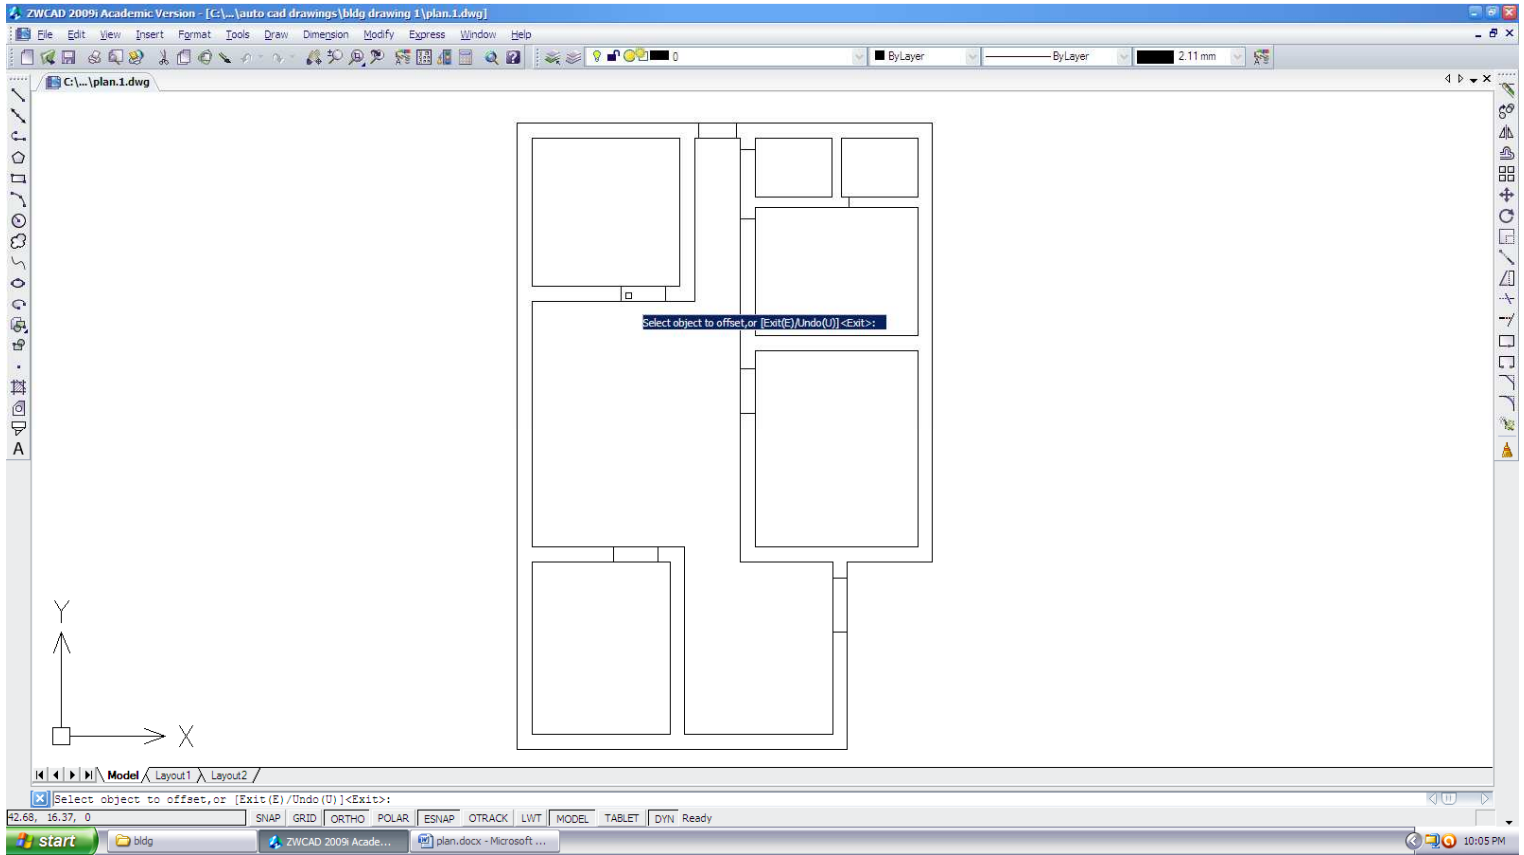 ZWCAD 2009i Academic Version - [C:\...\auto cad drawings\bldg drawing 1\plan.1.dwg]
File Edit View Insert Format Tools Draw Dimension Modify Express Window Help
0 ByLayer ByLayer 2.11 mm
C:\...\plan.1.dwg
Select object to offset,or [Exit(E)/Undo(U)] <Exit>:
A
Y
X
Model Layout1 Layout2
Select object to offset,or [Exit(E)/Undo(U)]<Exit>:
42.68, 16.37, 0 SNAP GRID ORTHO POLAR ESNAP OTRACK LWT MODEL TABLET DYN Ready
start bldg ZWCAD 2009i Acade... plan.docx - Microsoft ... 10:05 PM